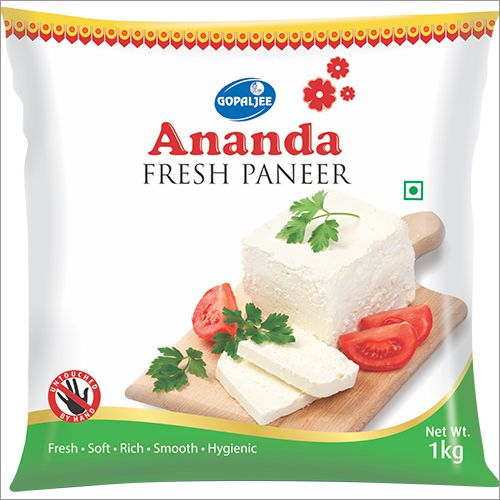 GOPALJEE
Ananda
FRESH PANEER
UNTOUCHED
BY HAND
Fresh • Soft • Rich • Smooth • Hygienic
Net Wt.
1kg